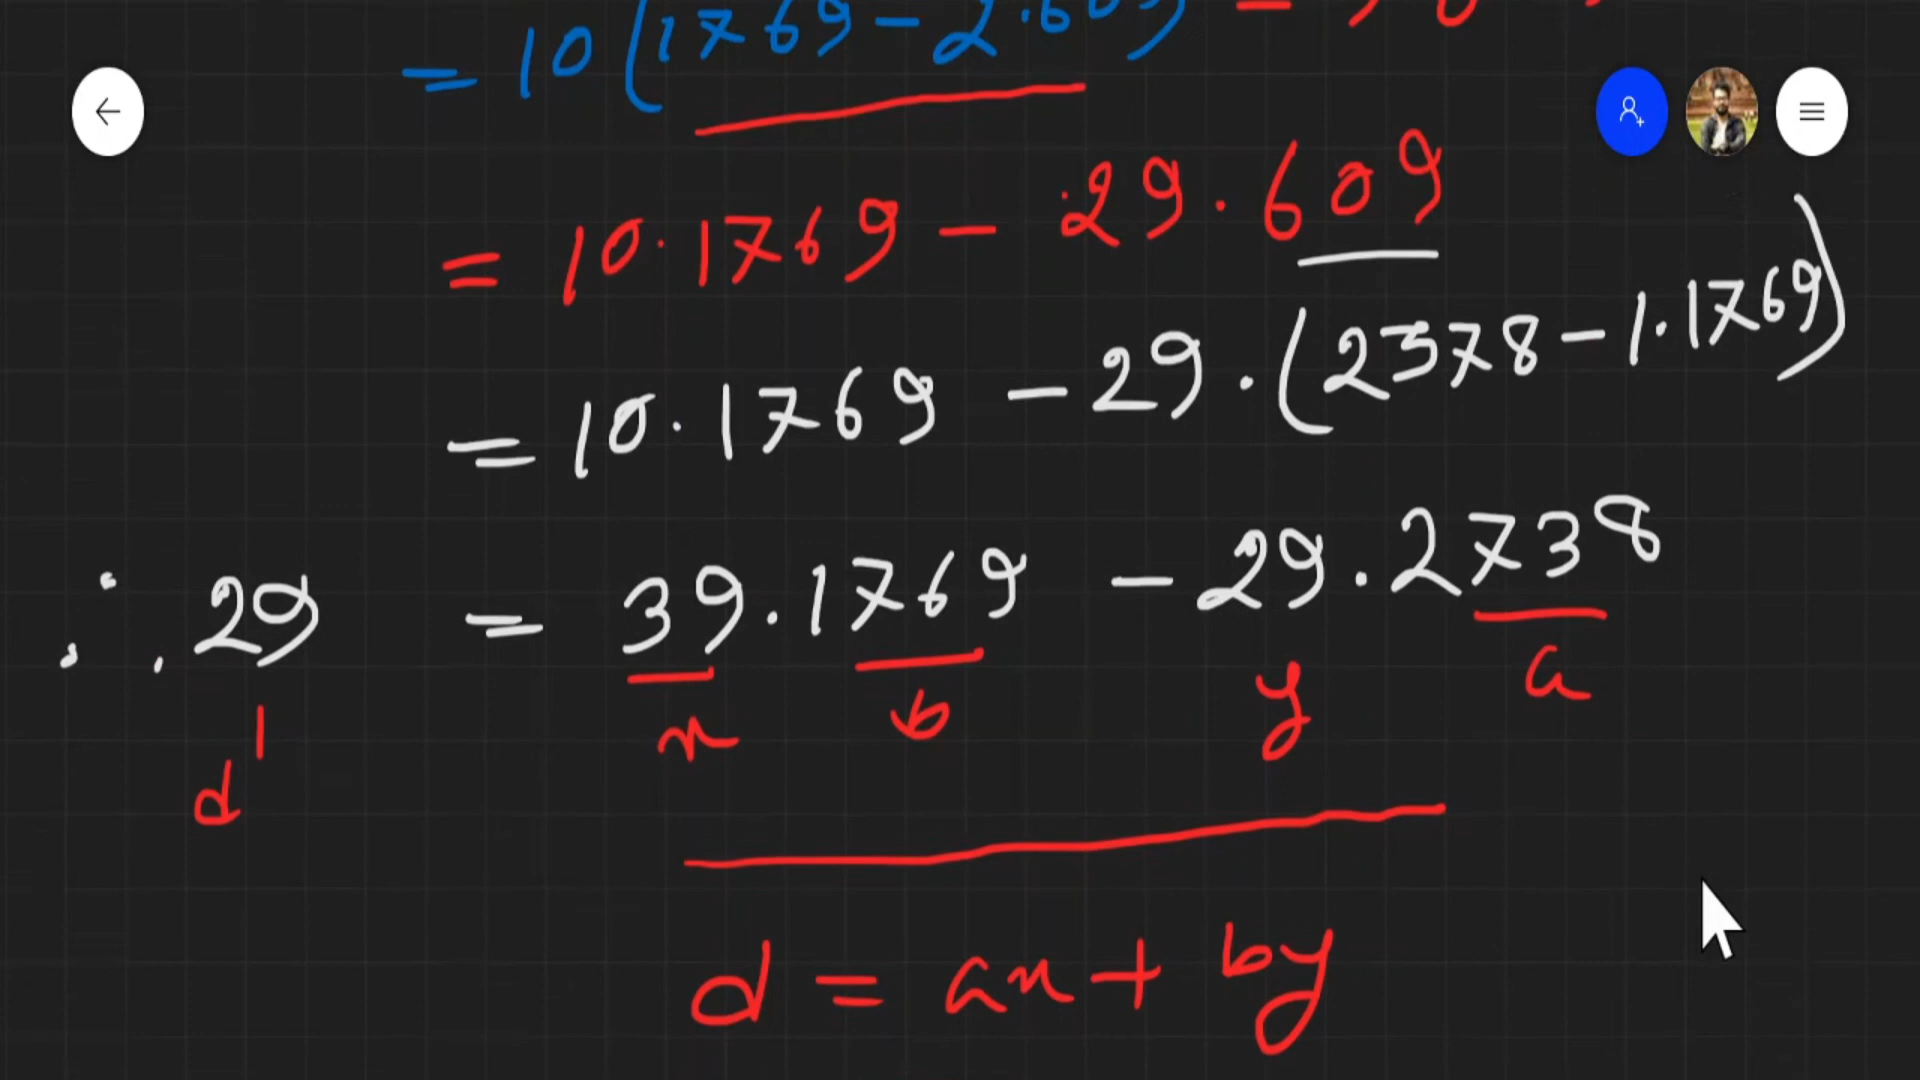 = 10(1769 - 2.609)
= 10.1769 - 29.609
= 10.1769 - 29.(2378 - 1.1769)
∴ 29 = 39.1769 - 29.2738
d x b y a
d = ax + by